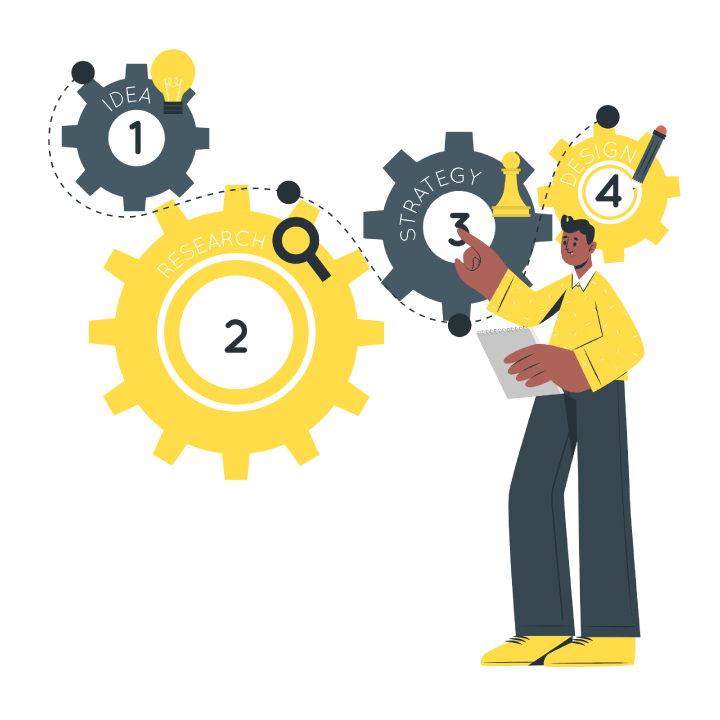 IDEA
1
RESEARCH
2
STRATEGY
3
DESIGN
4